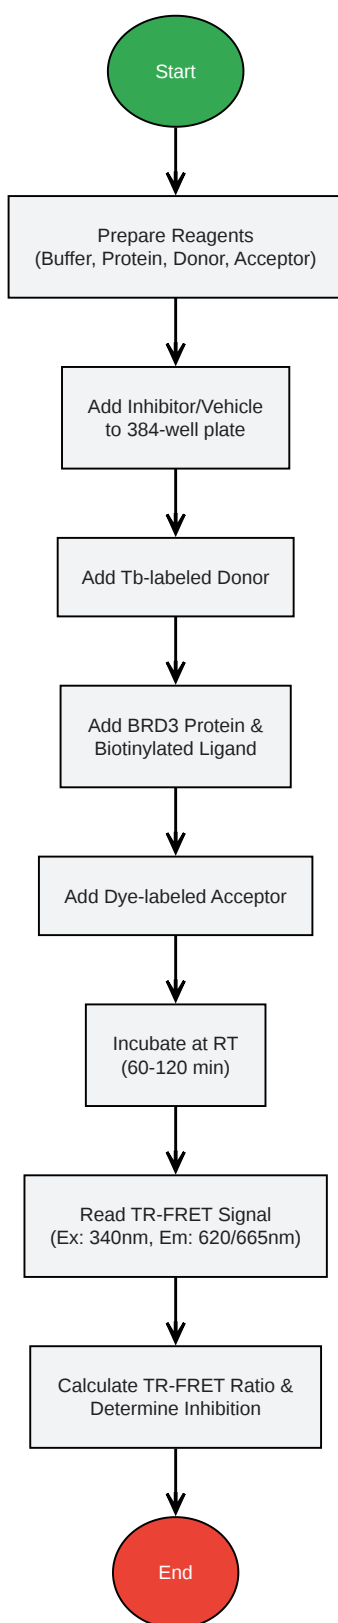 Start
Prepare Reagents
(Buffer, Protein, Donor, Acceptor)
Add Inhibitor/Vehicle
to 384-well plate
Add Tb-labeled Donor
Add BRD3 Protein &
Biotinylated Ligand
Add Dye-labeled Acceptor
Incubate at RT
(60-120 min)
Read TR-FRET Signal
(Ex: 340nm, Em: 620/665nm)
Calculate TR-FRET Ratio &
Determine Inhibition
End